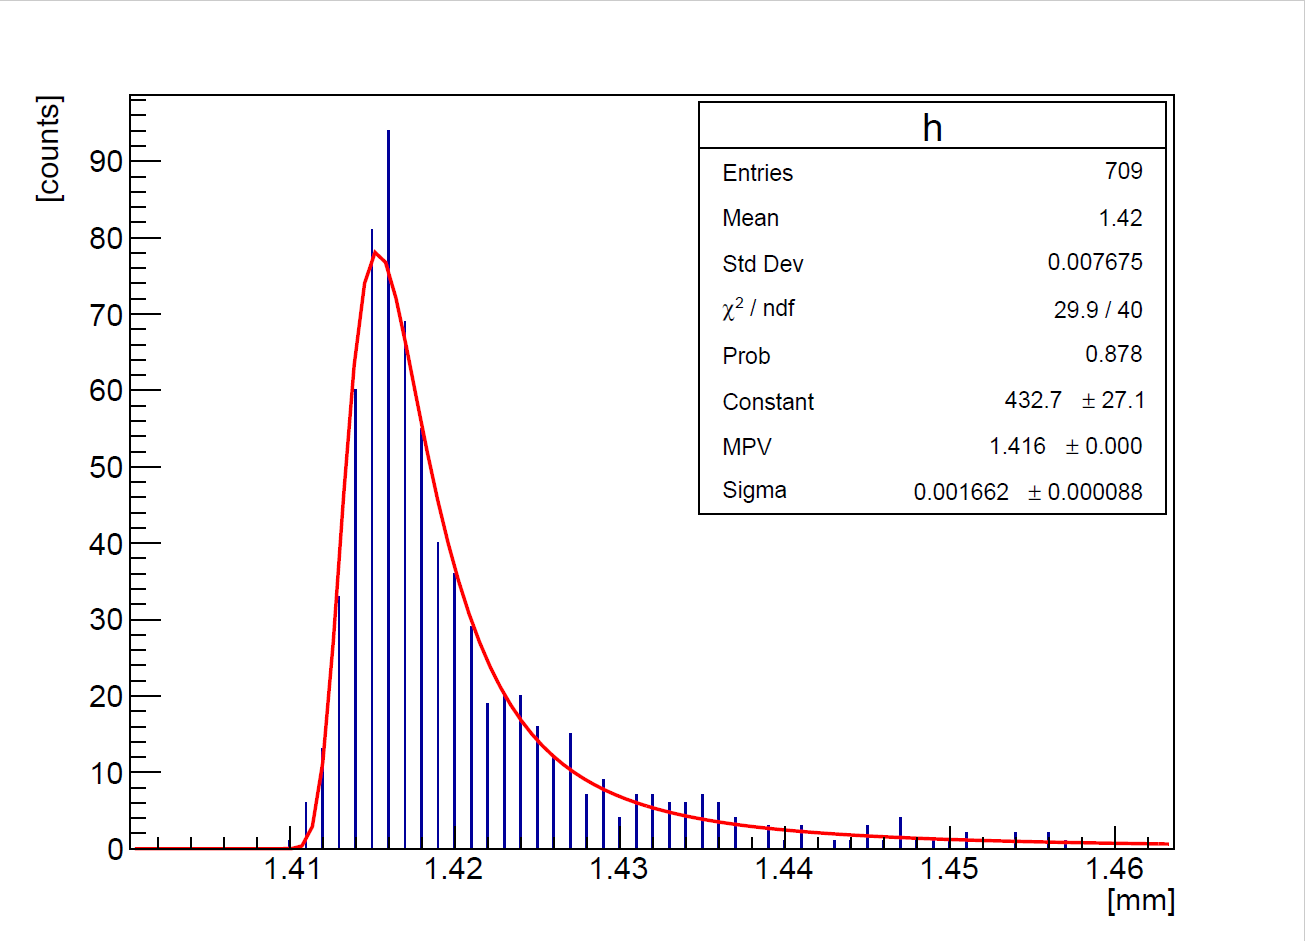 [counts]
90
80
70
60
50
40
30
20
10
0
h
Entries 709
Mean 1.42
Std Dev 0.007675
χ² / ndf 29.9 / 40
Prob 0.878
Constant 432.7 ± 27.1
MPV 1.416 ± 0.000
Sigma 0.001662 ± 0.000088
1.41 1.42 1.43 1.44 1.45 1.46
[mm]